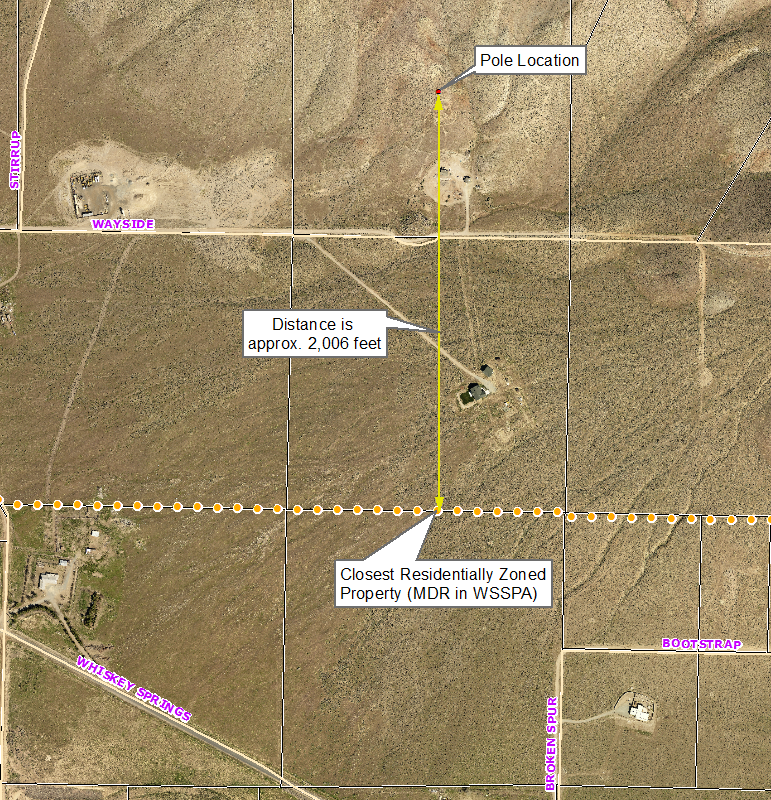 Pole Location
STIRRUP
WAYSIDE
Distance is
approx. 2,006 feet
Closest Residentially Zoned
Property (MDR in WSSPA)
BOOTSTRAP
WHISKEY SPRINGS
BROKEN SPUR